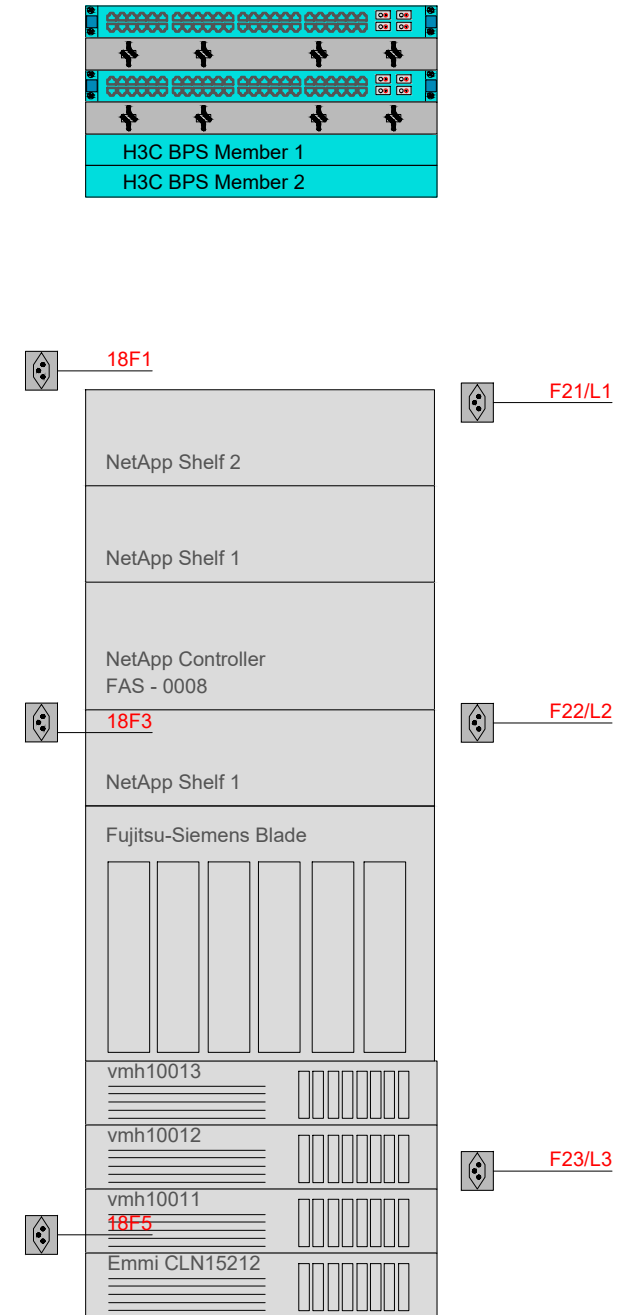 H3C BPS Member 1
H3C BPS Member 2
18F1
F21/L1
NetApp Shelf 2
NetApp Shelf 1
NetApp Controller
FAS - 0008
18F3
F22/L2
NetApp Shelf 1
Fujitsu-Siemens Blade
vmh10013
vmh10012
F23/L3
vmh10011
18F5
Emmi CLN15212